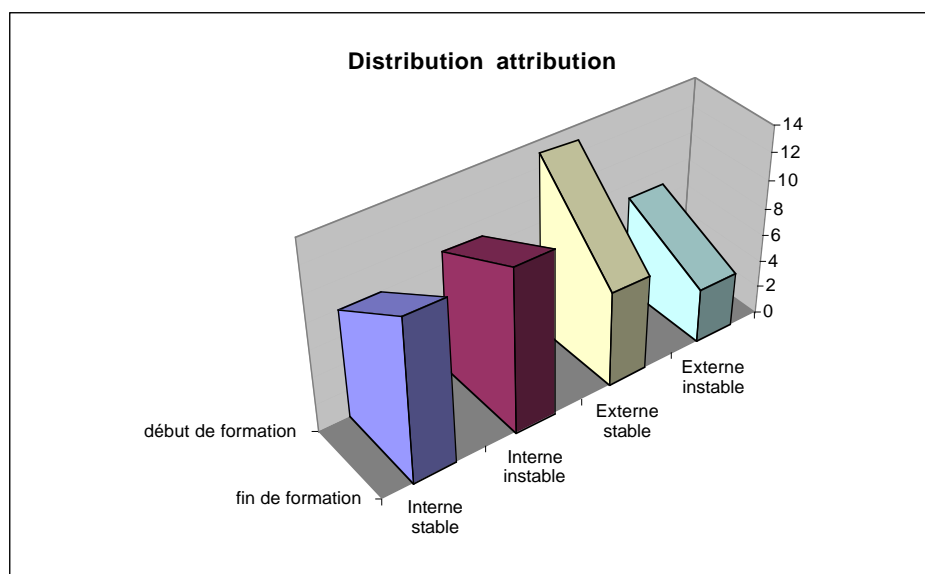 Distribution attribution
14
12
10
8
6
4
2
0
Externe
instable
Externe
stable
Interne
instable
Interne
stable
début de formation
fin de formation